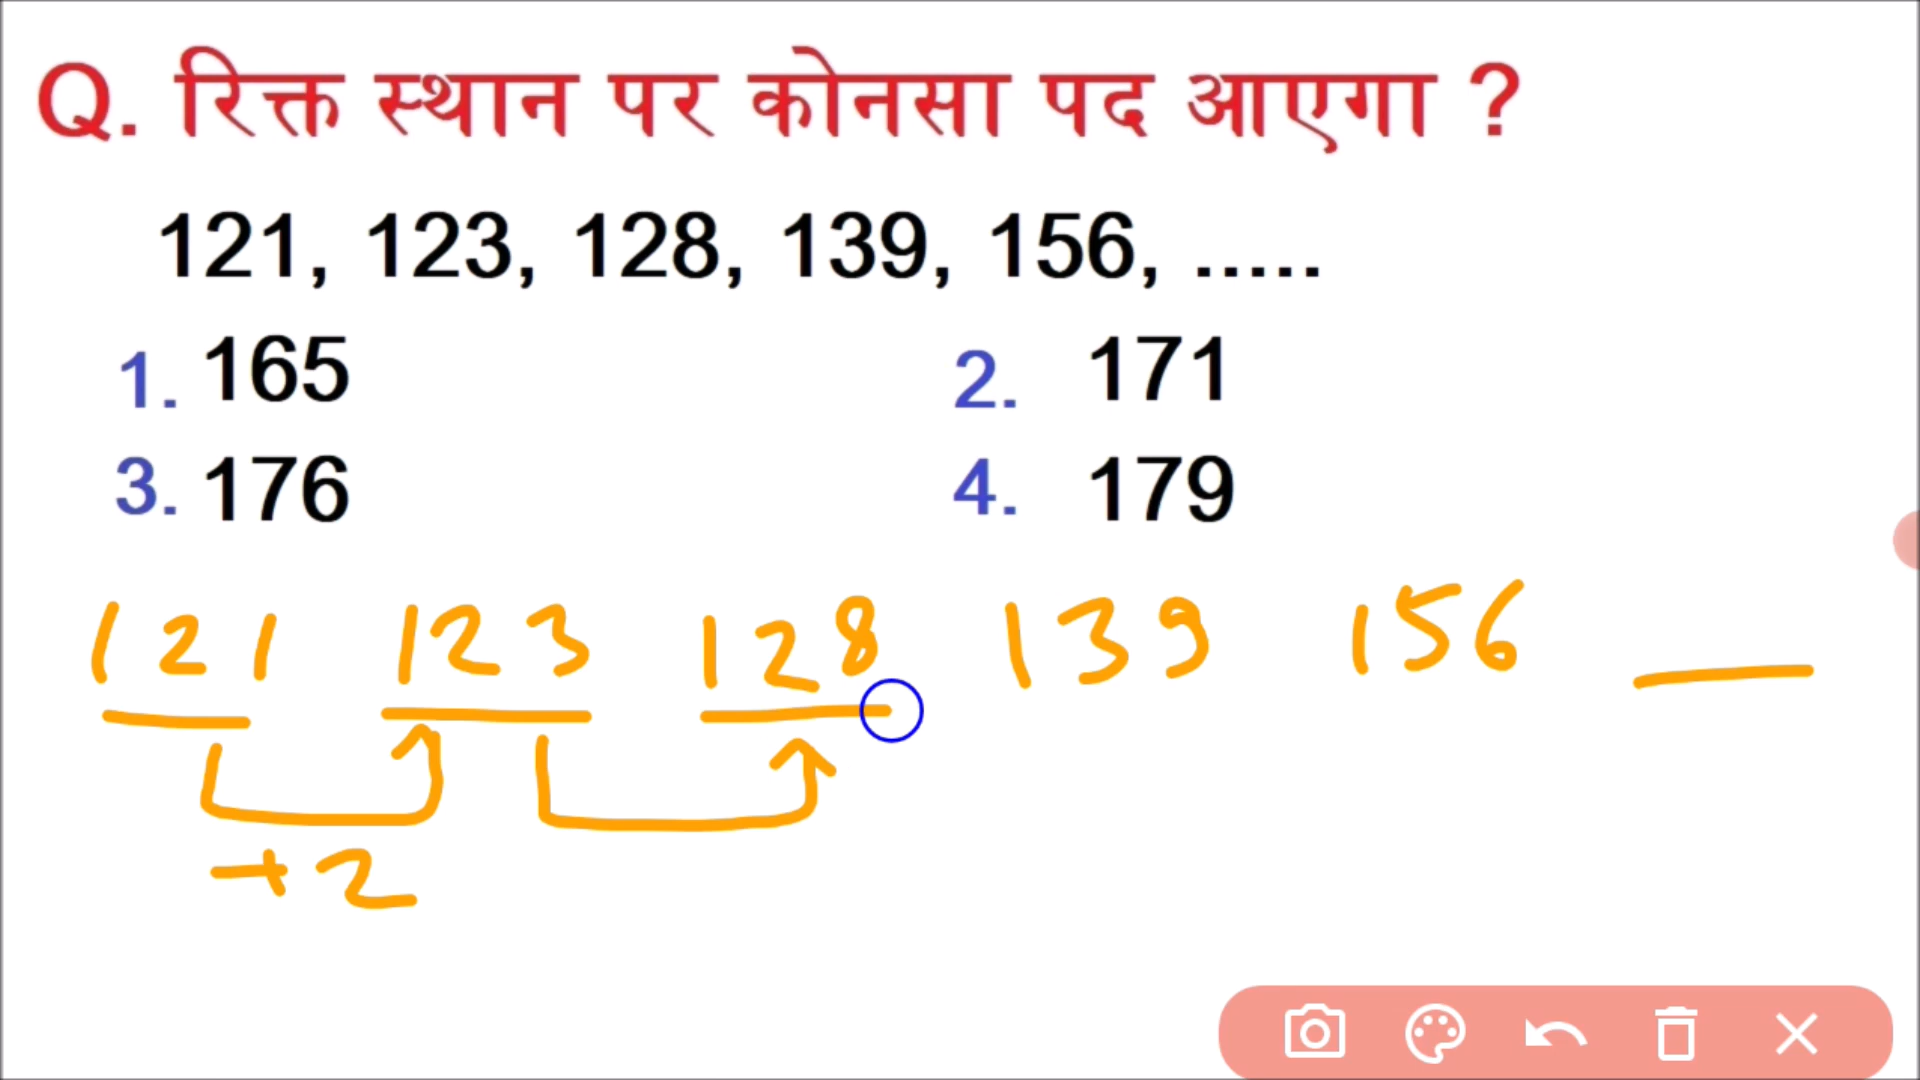 Q. रिक्त स्थान पर कोनसा पद आएगा ?
121, 123, 128, 139, 156, .....
1. 165 2. 171
3. 176 4. 179
121 123 128 139 156 __
+2